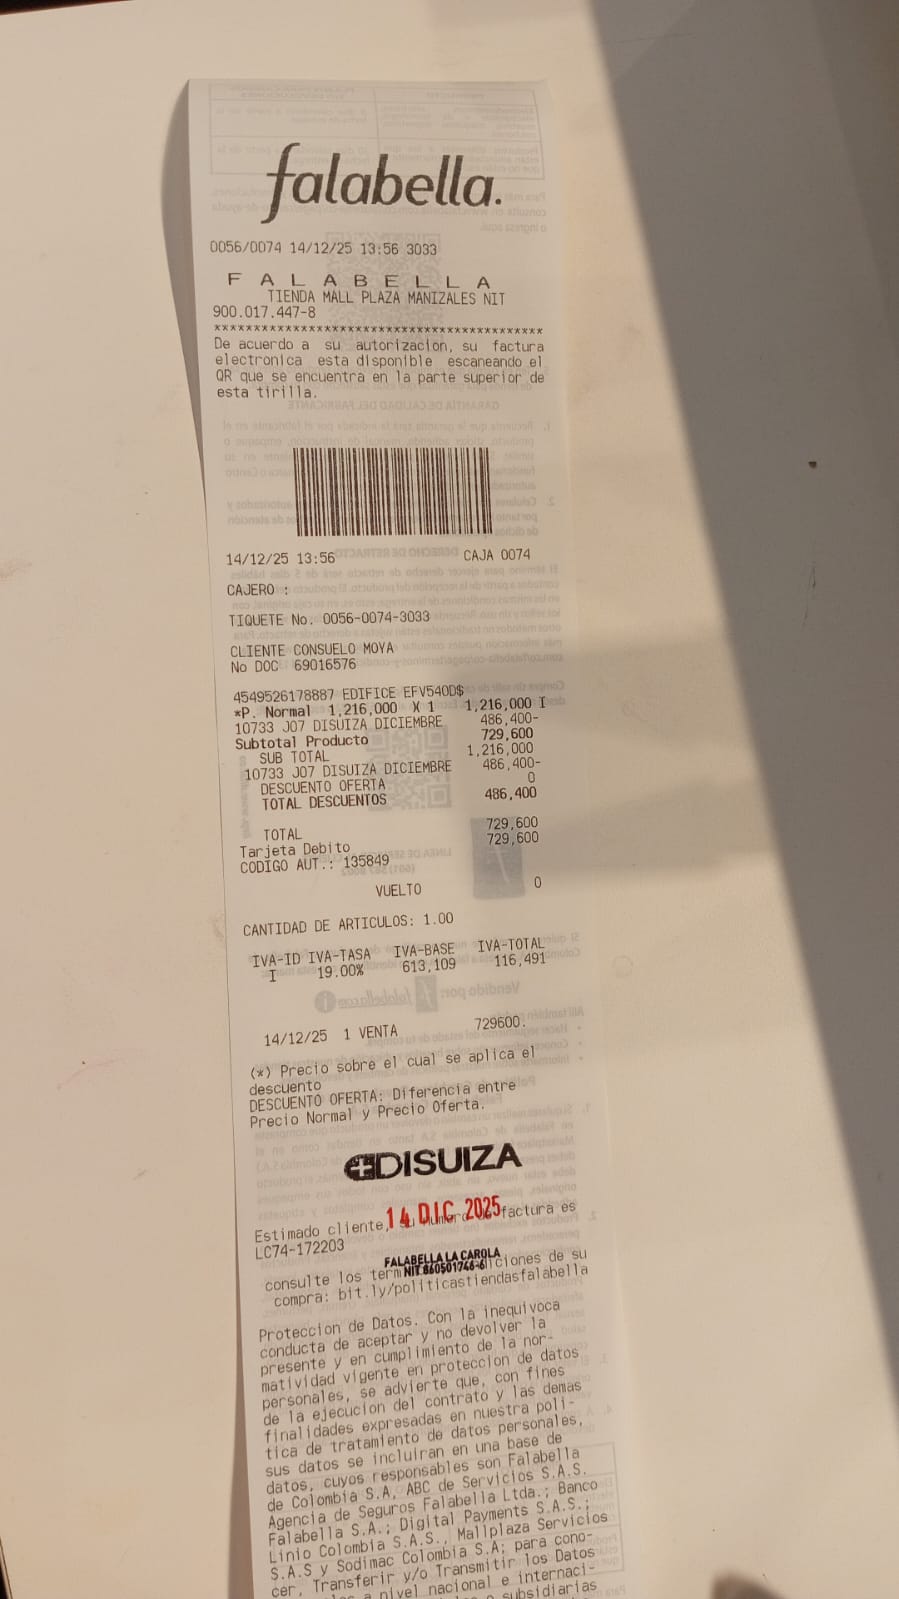 falabella.
0056/0074 14/12/25 13:56 3033
F A L A B E L L A
TIENDA MALL PLAZA MANIZALES NIT
900.017.447-8
******************************************
De acuerdo a su autorizacion, su factura
electronica esta disponible escaneando el
QR que se encuentra en la parte superior de
esta tirilla.
14/12/25 13:56 CAJA 0074
CAJERO :
TIQUETE No. 0056-0074-3033
CLIENTE CONSUELO MOYA
No DOC 69016576
4549526178887 EDIFICE EFV540D$
*P. Normal 1,216,000 X 1 1,216,000 I
10733 J07 DISUIZA DICIEMBRE 486,400-
Subtotal Producto 729,600
SUB TOTAL 1,216,000
10733 J07 DISUIZA DICIEMBRE 486,400-
DESCUENTO OFERTA 0
TOTAL DESCUENTOS 486,400
TOTAL 729,600
Tarjeta Debito 729,600
CODIGO AUT.: 135849
VUELTO 0
CANTIDAD DE ARTICULOS: 1.00
IVA-ID IVA-TASA IVA-BASE IVA-TOTAL
I 19.00% 613,109 116,491
14/12/25 1 VENTA 729600.
(*) Precio sobre el cual se aplica el
descuento
DESCUENTO OFERTA: Diferencia entre
Precio Normal y Precio Oferta.
DISUIZA
14 DIC 2025
Estimado cliente, su numero de factura es
LC74-172203
FALABELLA LA CAROLA
NIT 860501746-6
consulte los terminos y condiciones de su
compra: bit.ly/politicastiendasfalabella
Proteccion de Datos. Con la inequivoca
conducta de aceptar y no devolver la
presente y en cumplimiento de la nor-
matividad vigente en proteccion de datos
personales, se advierte que, con fines
de la ejecucion del contrato y las demas
finalidades expresadas en nuestra poli-
tica de tratamiento de datos personales,
sus datos se incluiran en una base de
datos, cuyos responsables son Falabella
de Colombia S.A, ABC de Servicios S.A.S.
Agencia de Seguros Falabella Ltda.; Banco
Falabella S.A.; Digital Payments S.A.S.;
Linio Colombia S.A.S., Mallplaza Servicios
S.A.S y Sodimac Colombia S.A; para cono-
cer, Transferir y/o Transmitir los Datos
a nivel nacional e internaci-
subsidiarias